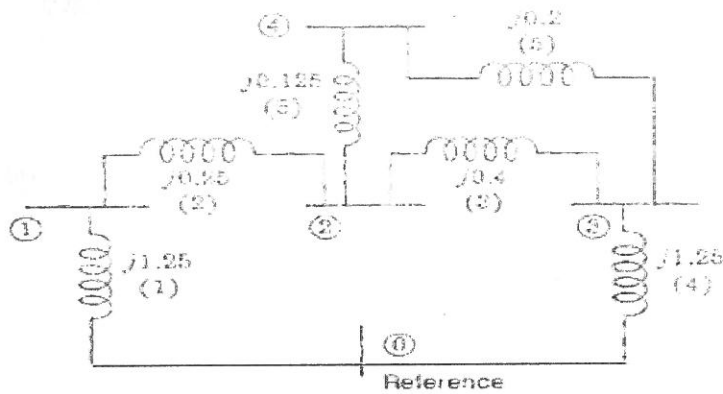 ④
j0.2
(5)
j0.125
(5)
j0.25
(2)
j0.4
(3)
①
②
③
j1.25
(1)
j1.25
(4)
⓪
Reference